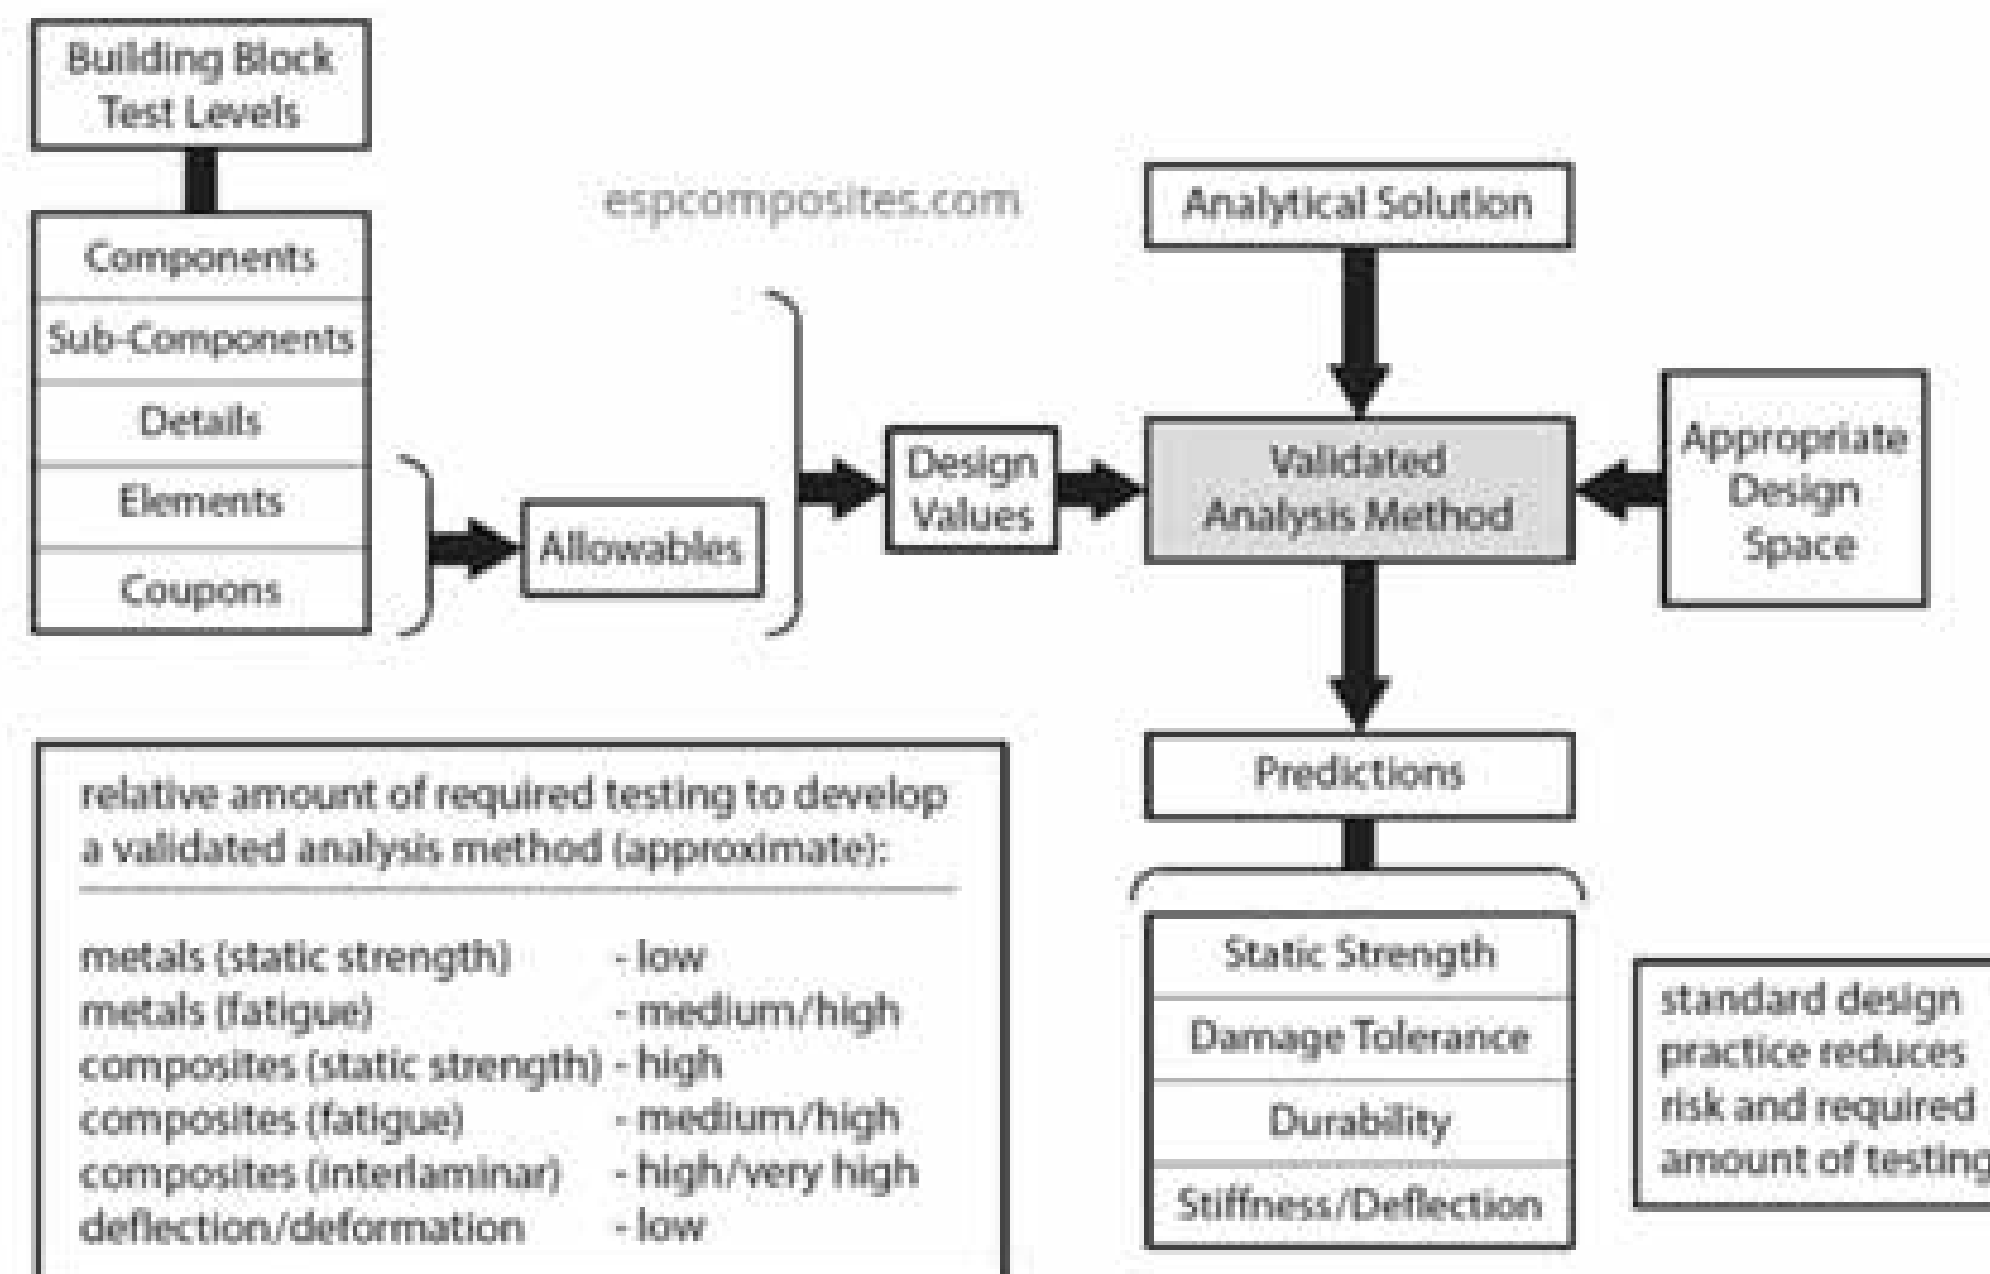 Building Block
Test Levels
Components
Sub-Components
Details
Elements
Coupons
espcomposites.com
Allowables
Design
Values
Analytical Solution
Validated
Analysis Method
Appropriate
Design
Space
Predictions
Static Strength
Damage Tolerance
Durability
Stiffness/Deflection
relative amount of required testing to develop
a validated analysis method (approximate):
metals (static strength) - low
metals (fatigue) - medium/high
composites (static strength) - high
composites (fatigue) - medium/high
composites (interlaminar) - high/very high
deflection/deformation - low
standard design
practice reduces
risk and required
amount of testing